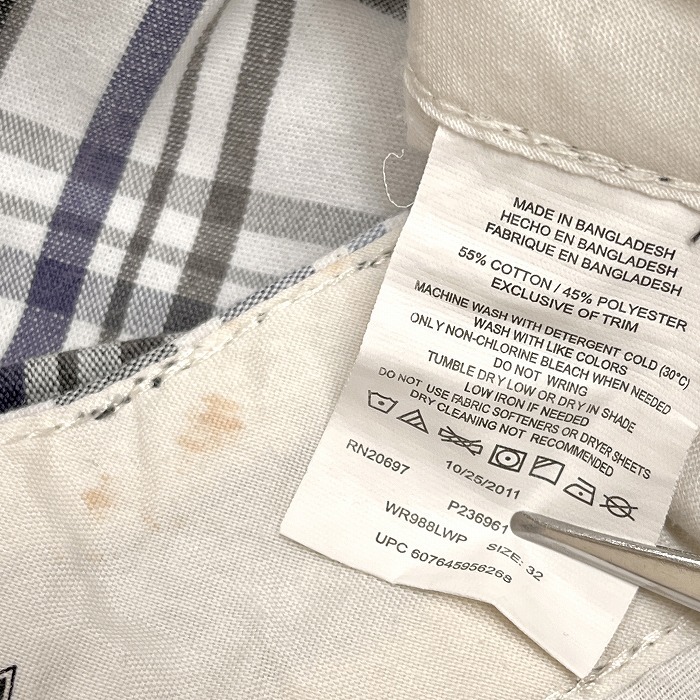 MADE IN BANGLADESH
HECHO EN BANGLADESH
FABRIQUE EN BANGLADESH
55% COTTON / 45% POLYESTER
EXCLUSIVE OF TRIM
MACHINE WASH WITH DETERGENT COLD (30°C)
WASH WITH LIKE COLORS
ONLY NON-CHLORINE BLEACH WHEN NEEDED
DO NOT WRING
TUMBLE DRY LOW OR DRY IN SHADE
LOW IRON IF NEEDED
DO NOT USE FABRIC SOFTENERS OR DRYER SHEETS
DRY CLEANING NOT RECOMMENDED
RN20697 10/25/2011
P236961
WR988LWP SIZE: 32
UPC 607645956268